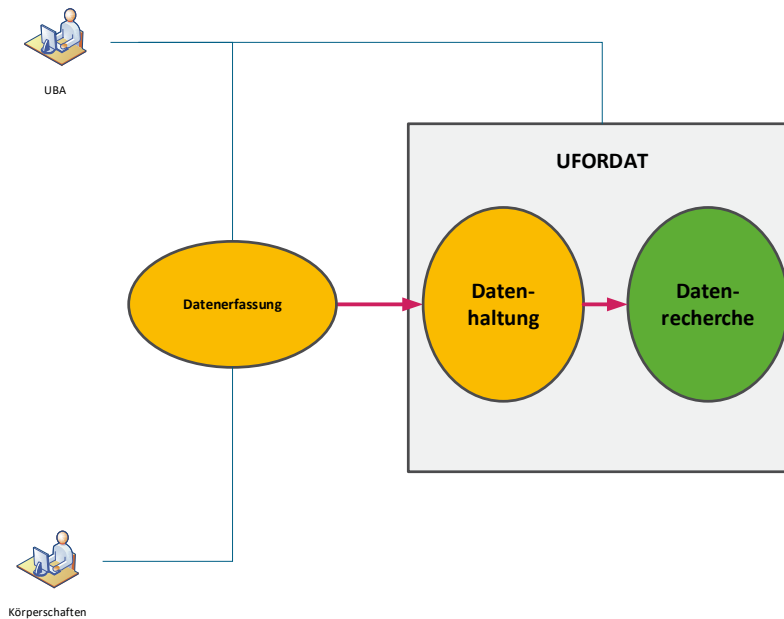 UBA
UFORDAT
Datenerfassung
Daten-
haltung
Daten-
recherche
Körperschaften